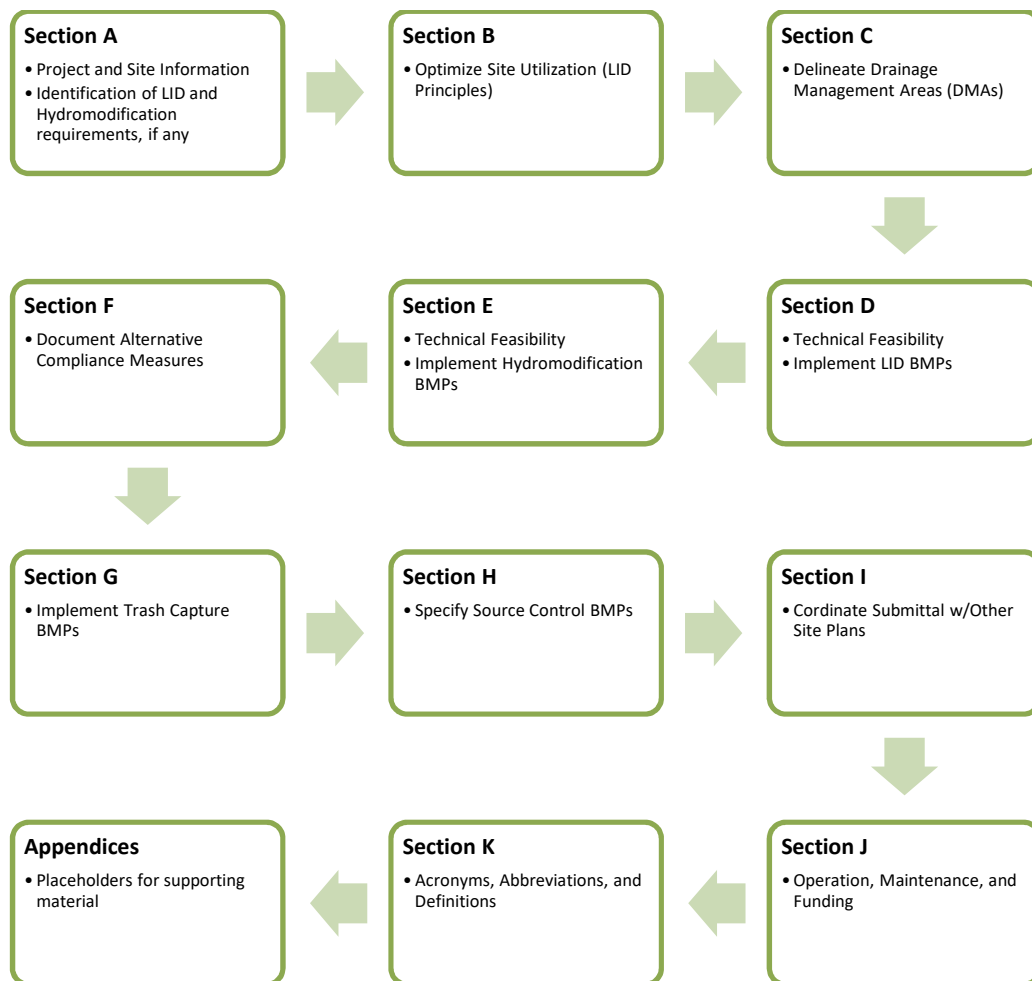 Section A
• Project and Site Information
• Identification of LID and
Hydromodification
requirements, if any
Section B
• Optimize Site Utilization (LID
Principles)
Section C
• Delineate Drainage
Management Areas (DMAs)
Section D
• Technical Feasibility
• Implement LID BMPs
Section E
• Technical Feasibility
• Implement Hydromodification
BMPs
Section F
• Document Alternative
Compliance Measures
Section G
• Implement Trash Capture
BMPs
Section H
• Specify Source Control BMPs
Section I
• Cordinate Submittal w/Other
Site Plans
Section J
• Operation, Maintenance, and
Funding
Section K
• Acronyms, Abbreviations, and
Definitions
Appendices
• Placeholders for supporting
material